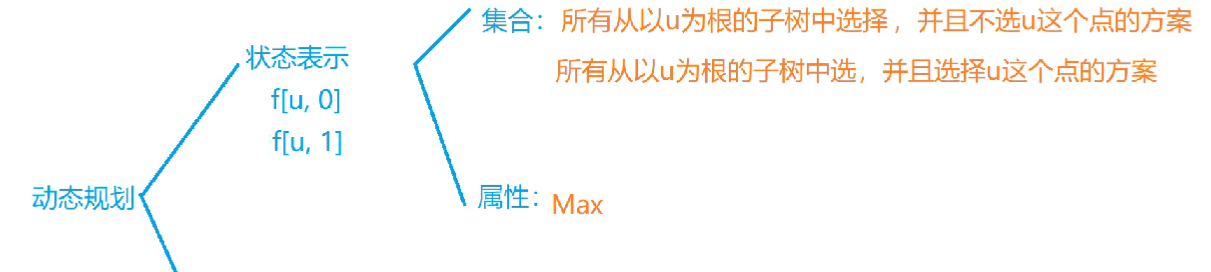 集合：所有从以u为根的子树中选择，并且不选u这个点的方案
状态表示
所有从以u为根的子树中选，并且选择u这个点的方案
f[u, 0]
f[u, 1]
动态规划
属性：Max